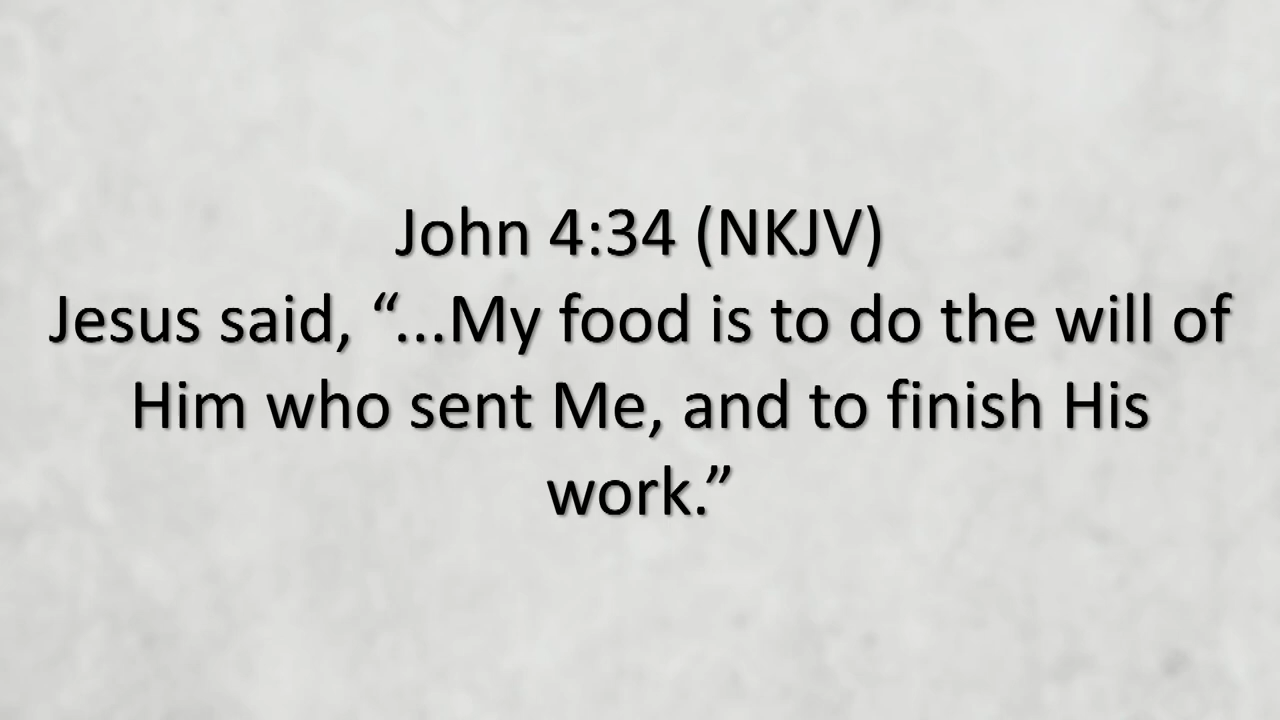 John 4:34 (NKJV)
Jesus said, “...My food is to do the will of
Him who sent Me, and to finish His
work.”